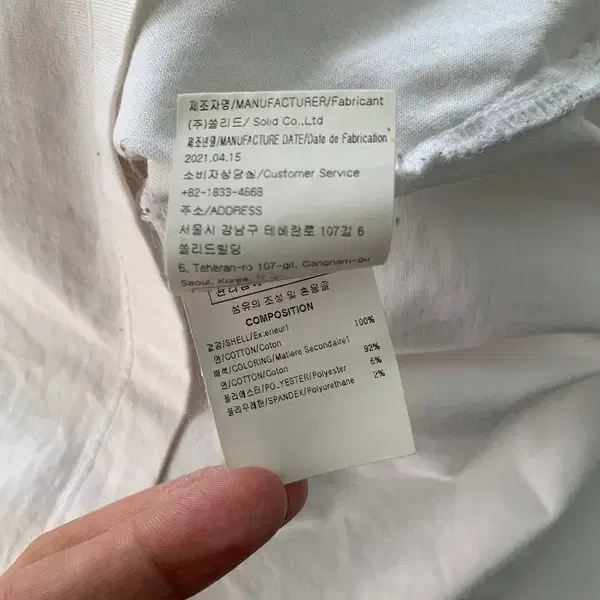 제조자명/MANUFACTURER/Fabricant
(주)쏠리드/ Solid Co.,Ltd
제조년월/MANUFACTURE DATE/Date de Fabrication
2021.04.15
소비자상담실/Customer Service
+82-1833-4668
주소/ADDRESS
서울시 강남구 테헤란로 107길 6
쏠리드빌딩
6, Teheran-ro 107-gil, Gangnam-gu
Seoul, Korea
섬유의 조성 및 혼용율
COMPOSITION
겉감/SHELL/Exterieur1
면/COTTON/Coton 100%
배색/COLORING/Matiere Secondaire1
면/COTTON/Coton 92%
폴리에스터/POLYESTER/Polyester 6%
폴리우레탄/SPANDEX/Polyurethane 2%